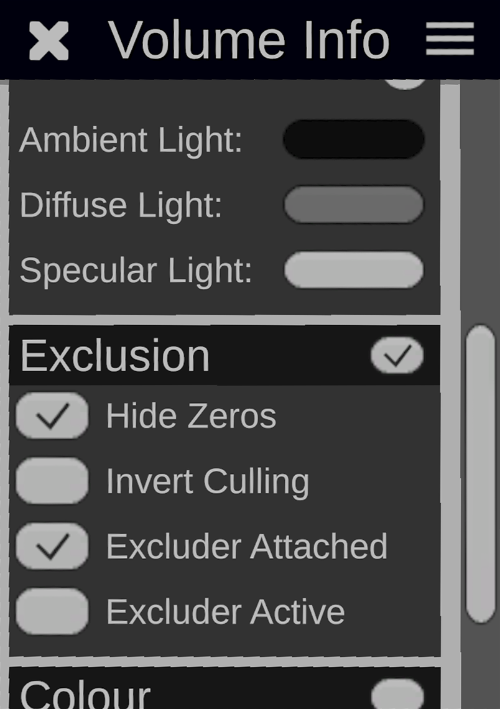 Volume Info
Ambient Light:
Diffuse Light:
Specular Light:
Exclusion
Hide Zeros
Invert Culling
Excluder Attached
Excluder Active
Colour